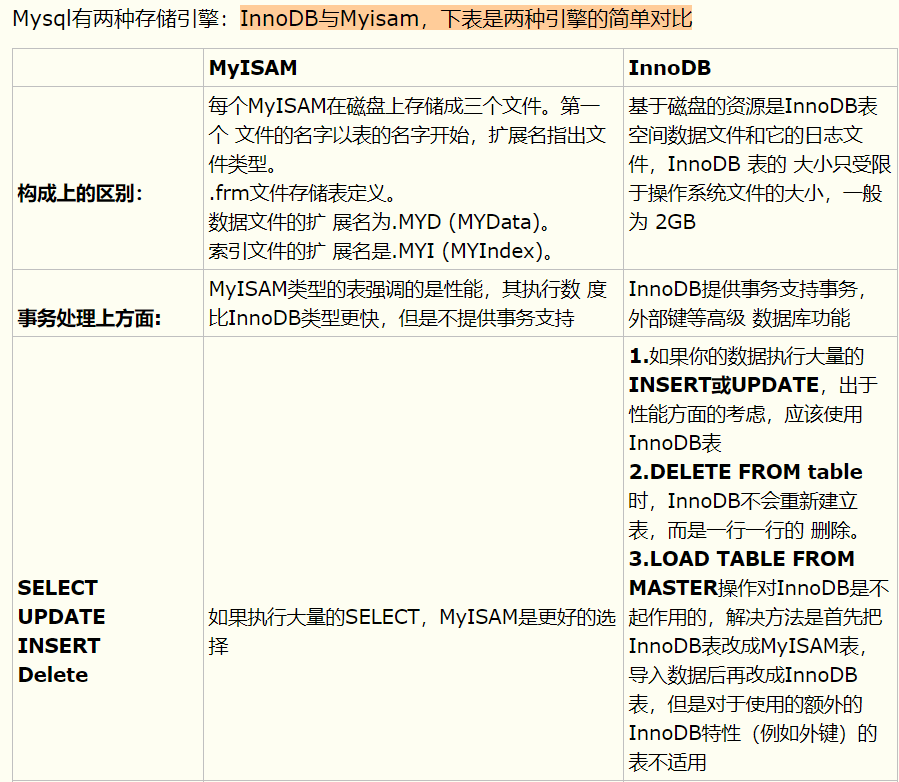 Mysql有两种存储引擎：InnoDB与Myisam，下表是两种引擎的简单对比
MyISAM
InnoDB
构成上的区别：
每个MyISAM在磁盘上存储成三个文件。第一
个 文件的名字以表的名字开始，扩展名指出文
件类型。
.frm文件存储表定义。
数据文件的扩 展名为.MYD (MYData)。
索引文件的扩 展名是.MYI (MYIndex)。
基于磁盘的资源是InnoDB表
空间数据文件和它的日志文
件，InnoDB 表的 大小只受限
于操作系统文件的大小，一般
为 2GB
事务处理上方面:
MyISAM类型的表强调的是性能，其执行数 度
比InnoDB类型更快，但是不提供事务支持
InnoDB提供事务支持事务，
外部键等高级 数据库功能
SELECT
UPDATE
INSERT
Delete
如果执行大量的SELECT，MyISAM是更好的选
择
1.如果你的数据执行大量的
INSERT或UPDATE，出于
性能方面的考虑，应该使用
InnoDB表
2.DELETE FROM table
时，InnoDB不会重新建立
表，而是一行一行的 删除。
3.LOAD TABLE FROM
MASTER操作对InnoDB是不
起作用的，解决方法是首先把
InnoDB表改成MyISAM表，
导入数据后再改成InnoDB
表，但是对于使用的额外的
InnoDB特性（例如外键）的
表不适用